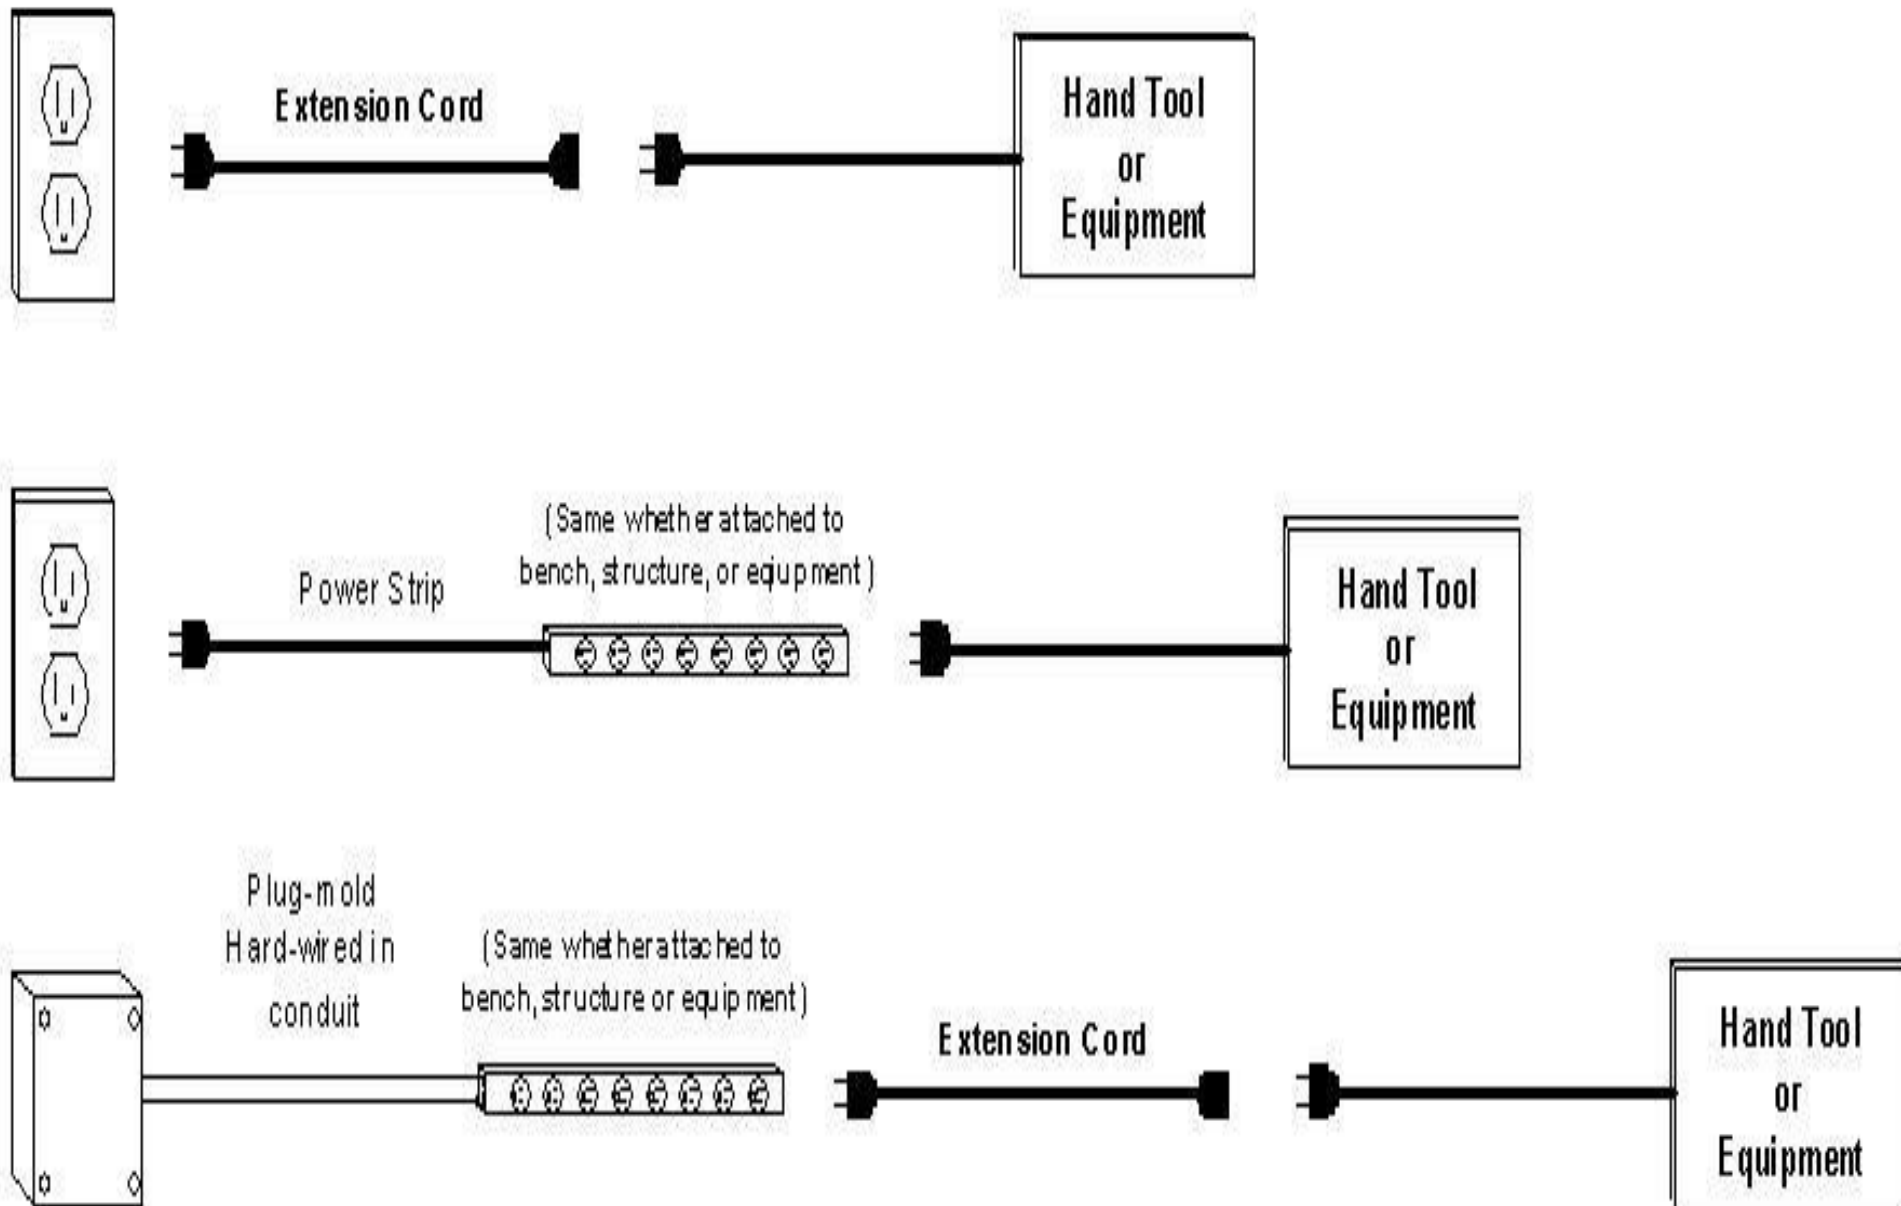 Extension Cord
Hand Tool
or
Equipment
Power Strip
(Same whether attached to
bench, structure, or eqiupment)
Hand Tool
or
Equipment
Plug-mold
Hard-wired in
conduit
(Same whether attached to
bench, structure or equipment)
Extension Cord
Hand Tool
or
Equipment